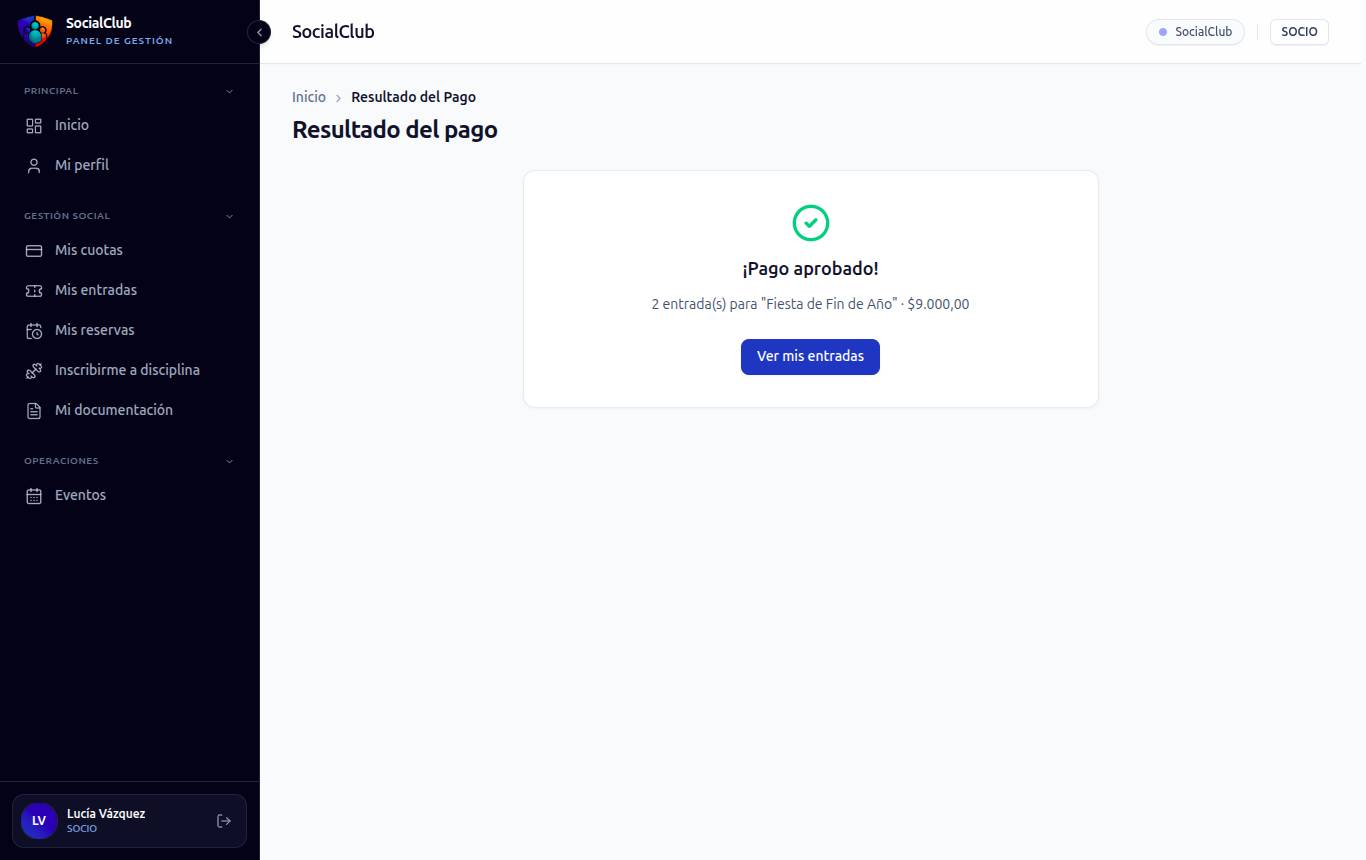 SocialClub
PANEL DE GESTIÓN
PRINCIPAL
Inicio
Mi perfil
GESTIÓN SOCIAL
Mis cuotas
Mis entradas
Mis reservas
Inscribirme a disciplina
Mi documentación
OPERACIONES
Eventos
LV
Lucía Vázquez
SOCIO
SocialClub
SocialClub
SOCIO
Inicio › Resultado del Pago
Resultado del pago
¡Pago aprobado!
2 entrada(s) para "Fiesta de Fin de Año" · $9.000,00
Ver mis entradas